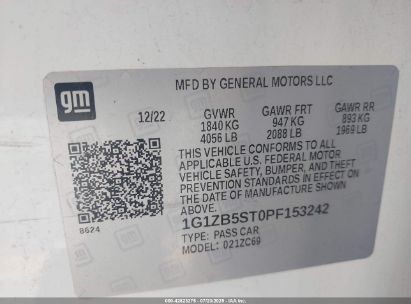 MFD BY GENERAL MOTORS LLC
gm
12/22 GVWR GAWR FRT GAWR RR
1840 KG 947 KG 893 KG
4056 LB 2088 LB 1969 LB
THIS VEHICLE CONFORMS TO ALL
APPLICABLE U.S. FEDERAL MOTOR
VEHICLE SAFETY, BUMPER, AND THEFT
PREVENTION STANDARDS IN EFFECT ON
THE DATE OF MANUFACTURE SHOWN
ABOVE.
8624
1G1ZB5ST0PF153242
TYPE: PASS CAR
MODEL: 021ZC69